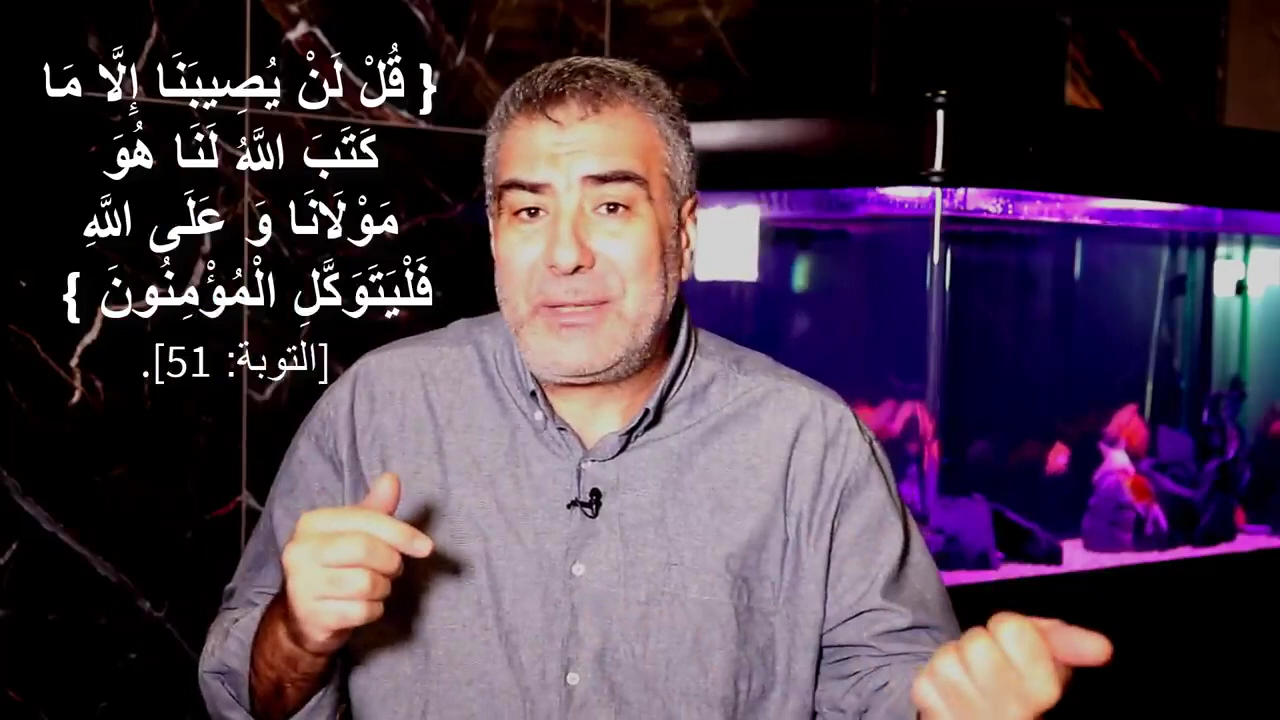 { قُلْ لَنْ يُصِيبَنَا إِلَّا مَا
كَتَبَ اللَّهُ لَنَا هُوَ
مَوْلَانَا وَ عَلَى اللَّهِ
فَلْيَتَوَكَّلِ الْمُؤْمِنُونَ }
[التوبة: 51].